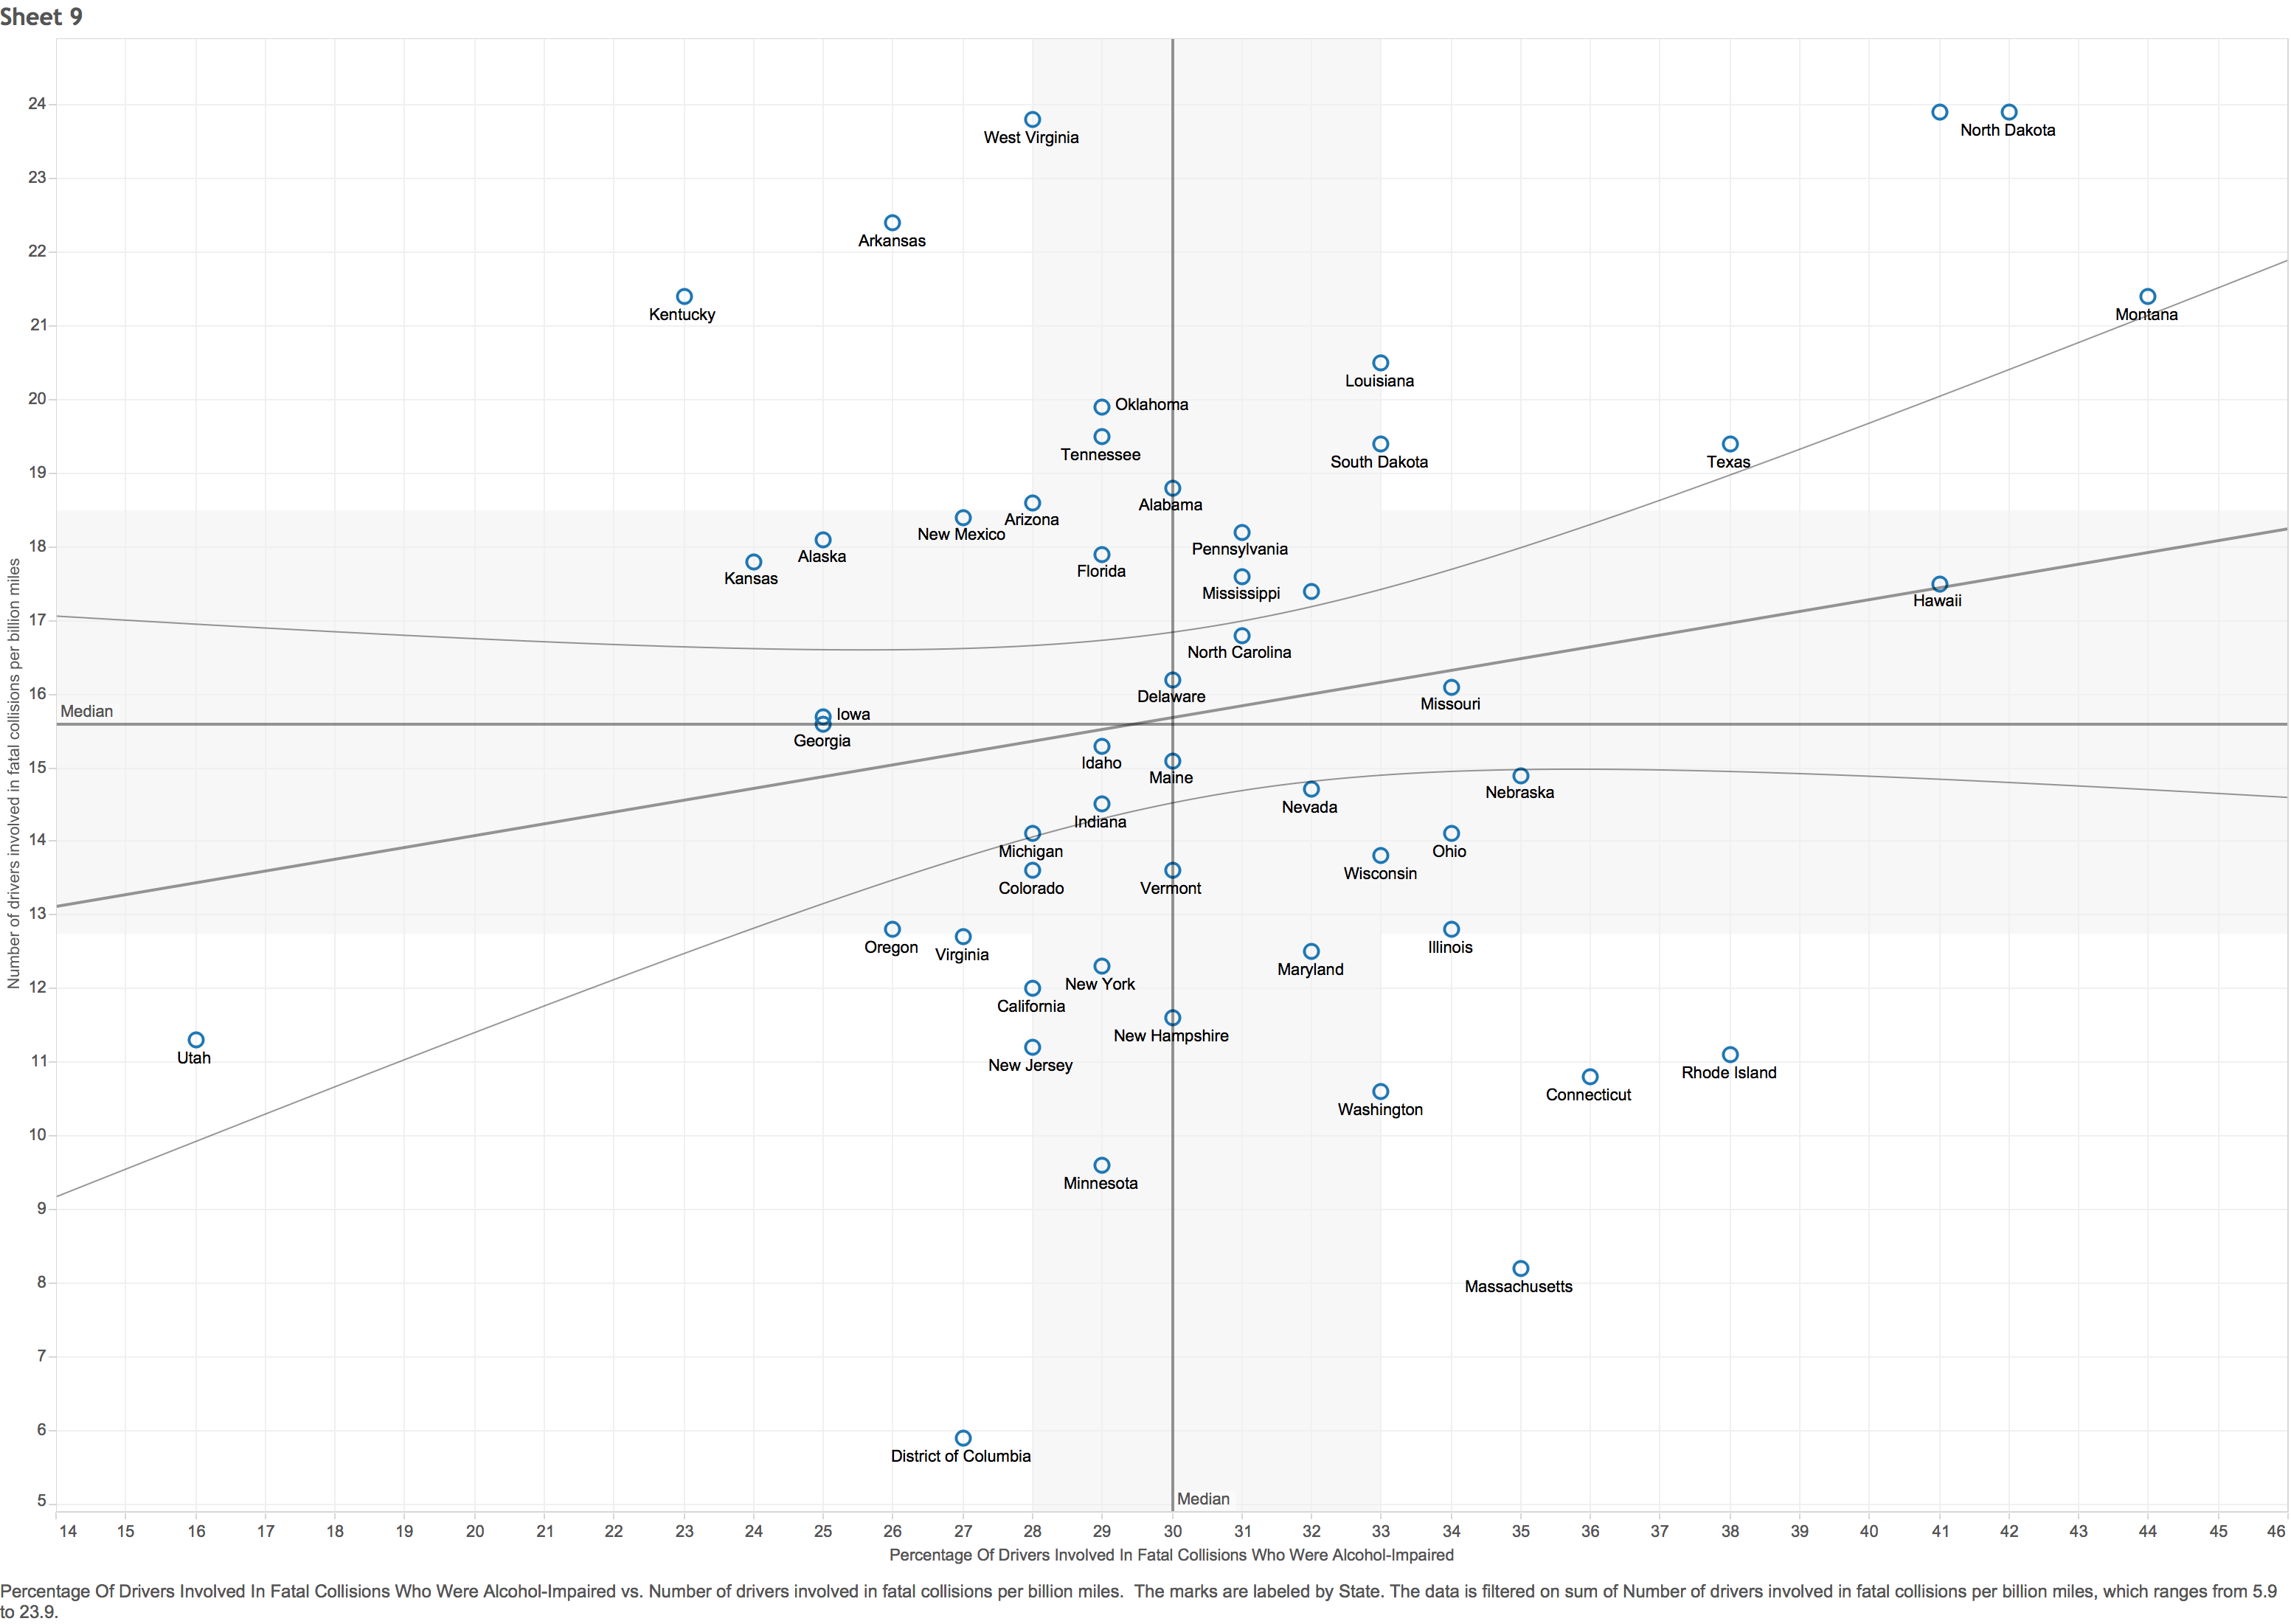 Sheet 9
24
West Virginia
North Dakota
23
Arkansas
22
Kentucky
Montana
21
Louisiana
20
Oklahoma
Tennessee
South Dakota
Texas
19
Alabama
Arizona
New Mexico
Pennsylvania
18
Alaska
Florida
Kansas
Mississippi
Hawaii
17
North Carolina
16
Delaware
Missouri
Median
Iowa
Georgia
15
Idaho
Maine
Nebraska
Nevada
Indiana
14
Michigan
Ohio
Wisconsin
Colorado
Vermont
13
Oregon
Virginia
Illinois
Maryland
12
New York
California
New Hampshire
11
Utah
New Jersey
Rhode Island
Connecticut
Washington
10
Minnesota
9
8
Massachusetts
7
6
District of Columbia
5
Median
Number of drivers involved in fatal collisions per billion miles
14 15 16 17 18 19 20 21 22 23 24 25 26 27 28 29 30 31 32 33 34 35 36 37 38 39 40 41 42 43 44 45 46
Percentage Of Drivers Involved In Fatal Collisions Who Were Alcohol-Impaired
Percentage Of Drivers Involved In Fatal Collisions Who Were Alcohol-Impaired vs. Number of drivers involved in fatal collisions per billion miles.  The marks are labeled by State. The data is filtered on sum of Number of drivers involved in fatal collisions per billion miles, which ranges from 5.9
to 23.9.